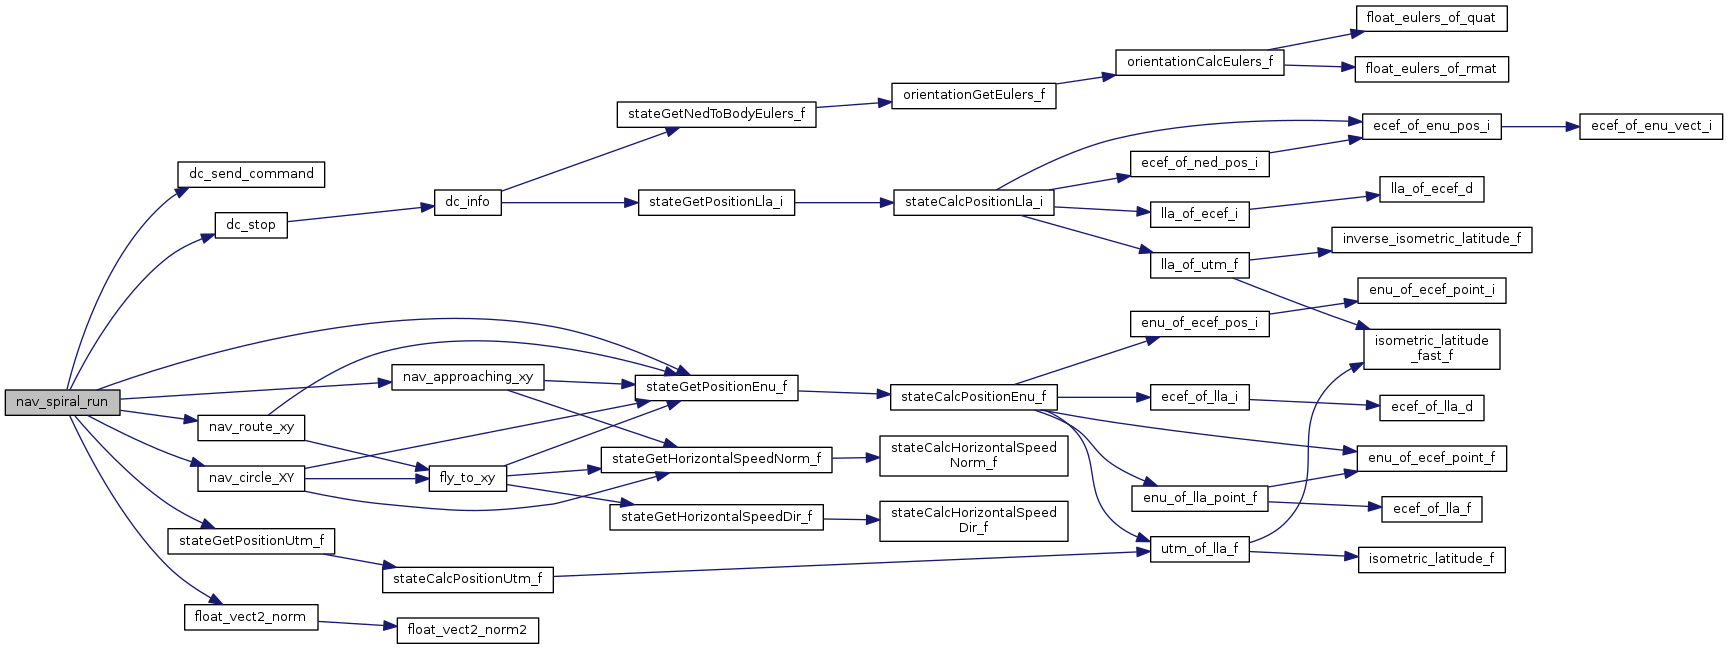 nav_spiral_run
dc_send_command
dc_stop
nav_route_xy
nav_circle_XY
stateGetPositionUtm_f
float_vect2_norm
dc_info
nav_approaching_xy
fly_to_xy
stateCalcPositionUtm_f
float_vect2_norm2
stateGetNedToBodyEulers_f
stateGetPositionLla_i
stateGetPositionEnu_f
stateGetHorizontalSpeedNorm_f
stateGetHorizontalSpeedDir_f
orientationGetEulers_f
stateCalcPositionLla_i
stateCalcPositionEnu_f
stateCalcHorizontalSpeed
Norm_f
stateCalcHorizontalSpeed
Dir_f
orientationCalcEulers_f
ecef_of_ned_pos_i
lla_of_ecef_i
lla_of_utm_f
enu_of_ecef_pos_i
ecef_of_lla_i
enu_of_lla_point_f
utm_of_lla_f
float_eulers_of_quat
float_eulers_of_rmat
ecef_of_enu_pos_i
lla_of_ecef_d
inverse_isometric_latitude_f
enu_of_ecef_point_i
isometric_latitude
_fast_f
ecef_of_lla_d
enu_of_ecef_point_f
ecef_of_lla_f
isometric_latitude_f
ecef_of_enu_vect_i